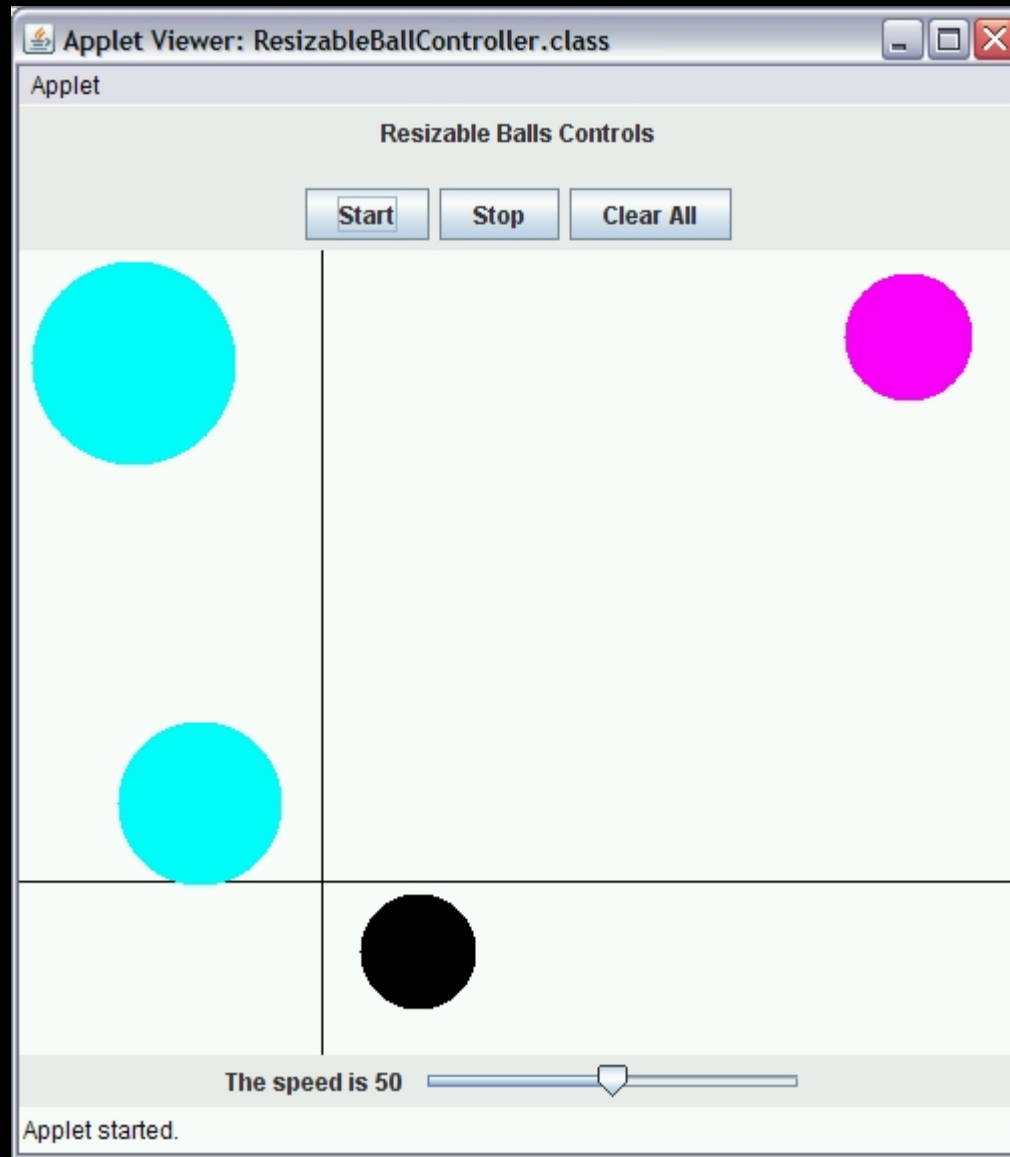 Applet Viewer: ResizableBallController.class
Applet
Resizable Balls Controls
Start Stop Clear All
The speed is 50
Applet started.